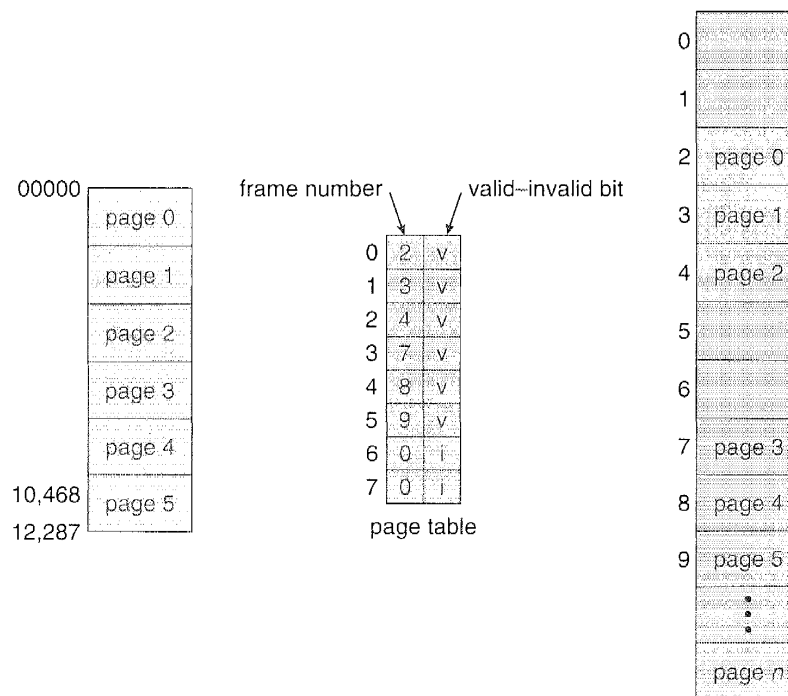 00000
page 0
page 1
page 2
page 3
page 4
10,468
page 5
12,287
frame number
valid–invalid bit
0 2 v
1 3 v
2 4 v
3 7 v
4 8 v
5 9 v
6 0 i
7 0 i
page table
0
1
2 page 0
3 page 1
4 page 2
5
6
7 page 3
8 page 4
9 page 5
page n